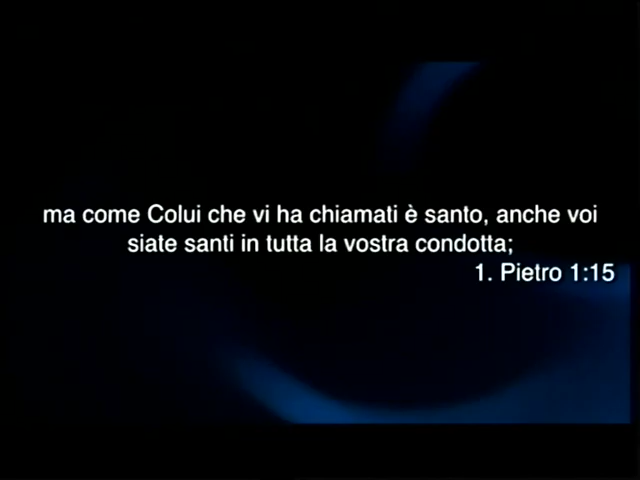 ma come Colui che vi ha chiamati è santo, anche voi
siate santi in tutta la vostra condotta;
1. Pietro 1:15